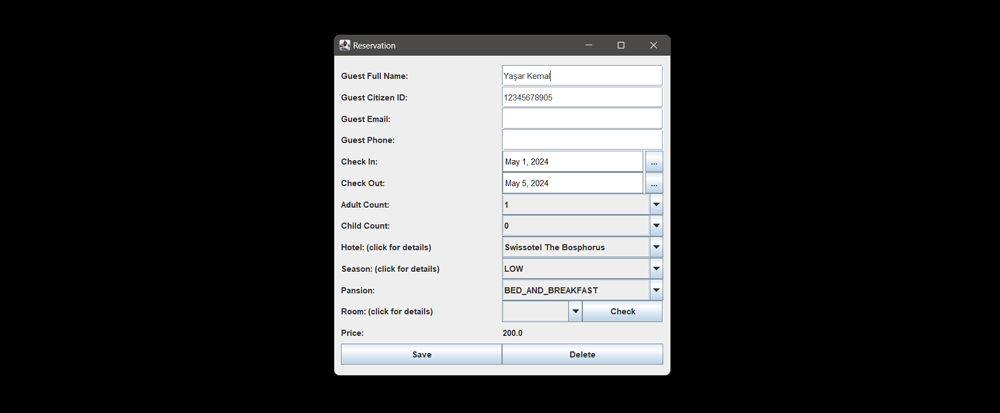 Reservation
Guest Full Name: Yaşar Kemal
Guest Citizen ID: 12345678905
Guest Email:
Guest Phone:
Check In: May 1, 2024 ...
Check Out: May 5, 2024 ...
Adult Count: 1
Child Count: 0
Hotel: (click for details) Swissotel The Bosphorus
Season: (click for details) LOW
Pansion: BED_AND_BREAKFAST
Room: (click for details) Check
Price: 200.0
Save Delete